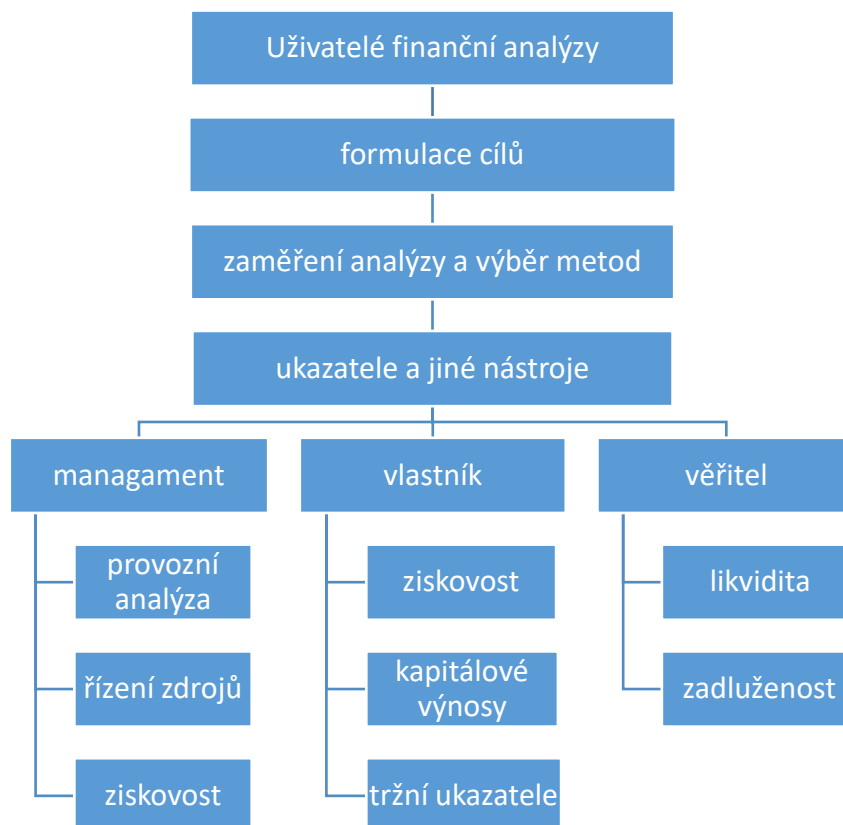 Uživatelé finanční analýzy
formulace cílů
zaměření analýzy a výběr metod
ukazatele a jiné nástroje
managament
provozní
analýza
řízení zdrojů
ziskovost
vlastník
ziskovost
kapitálové
výnosy
tržní ukazatele
věřitel
likvidita
zadluženost